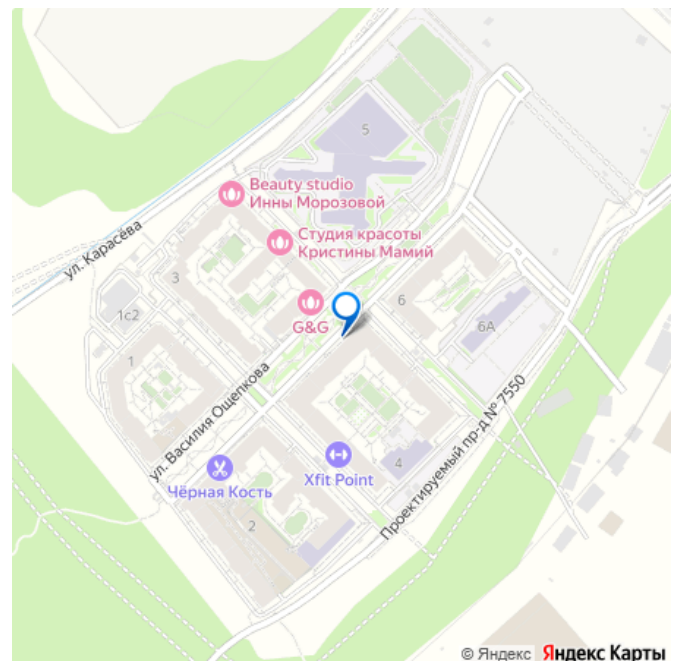 5
Beauty studio
Инны Морозовой
Студия красоты
Кристины Мамий
ул. Карасёва
3
6
1с2
G&G
6А
1
ул. Василия Ощепкова
Проектируемый пр-д № 7550
4
Xfit Point
Чёрная Кость
2
© Яндекс Яндекс Карты